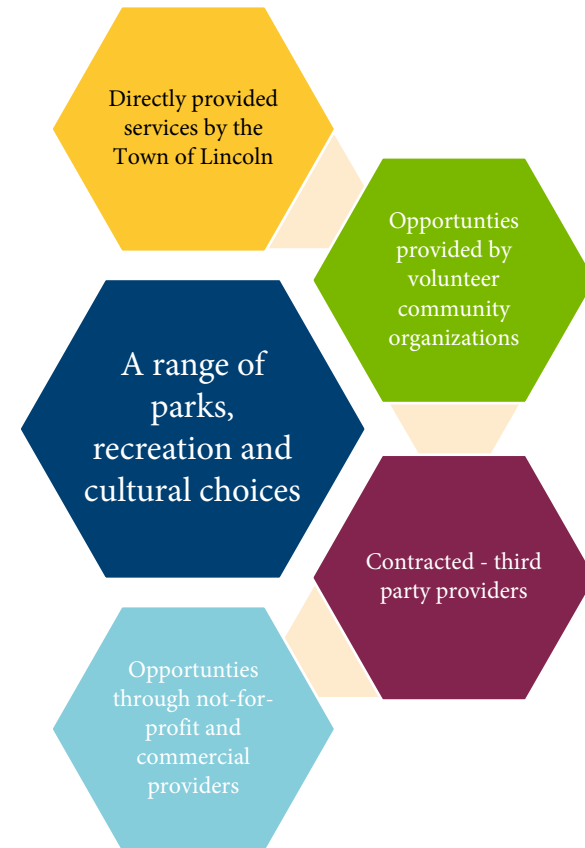 Directly provided
services by the
Town of Lincoln
Opportunties
provided by
volunteer
community
organizations
A range of
parks,
recreation and
cultural choices
Contracted - third
party providers
Opportunties
through not-for-
profit and
commercial
providers